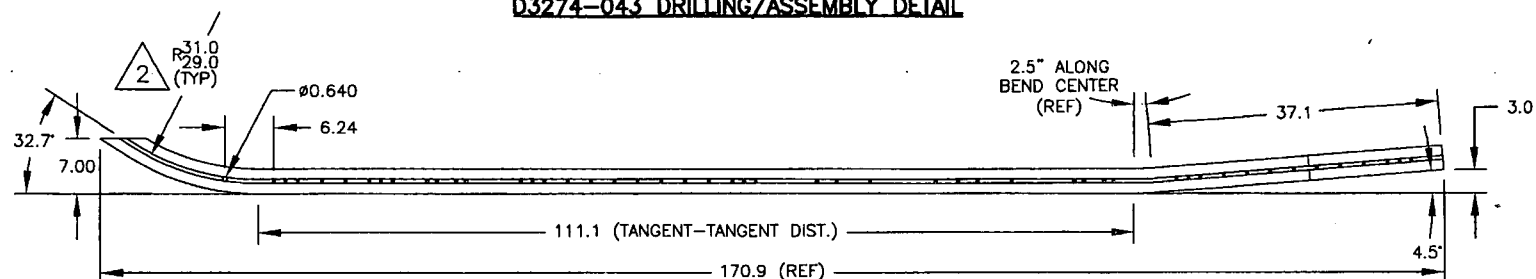 D3274-043 DRILLING/ASSEMBLY DETAIL
2
R31.0
29.0
(TYP)
Ø0.640
6.24
32.7°
7.00
2.5" ALONG
BEND CENTER
(REF)
37.1
3.0
111.1 (TANGENT-TANGENT DIST.)
4.5°
170.9 (REF)